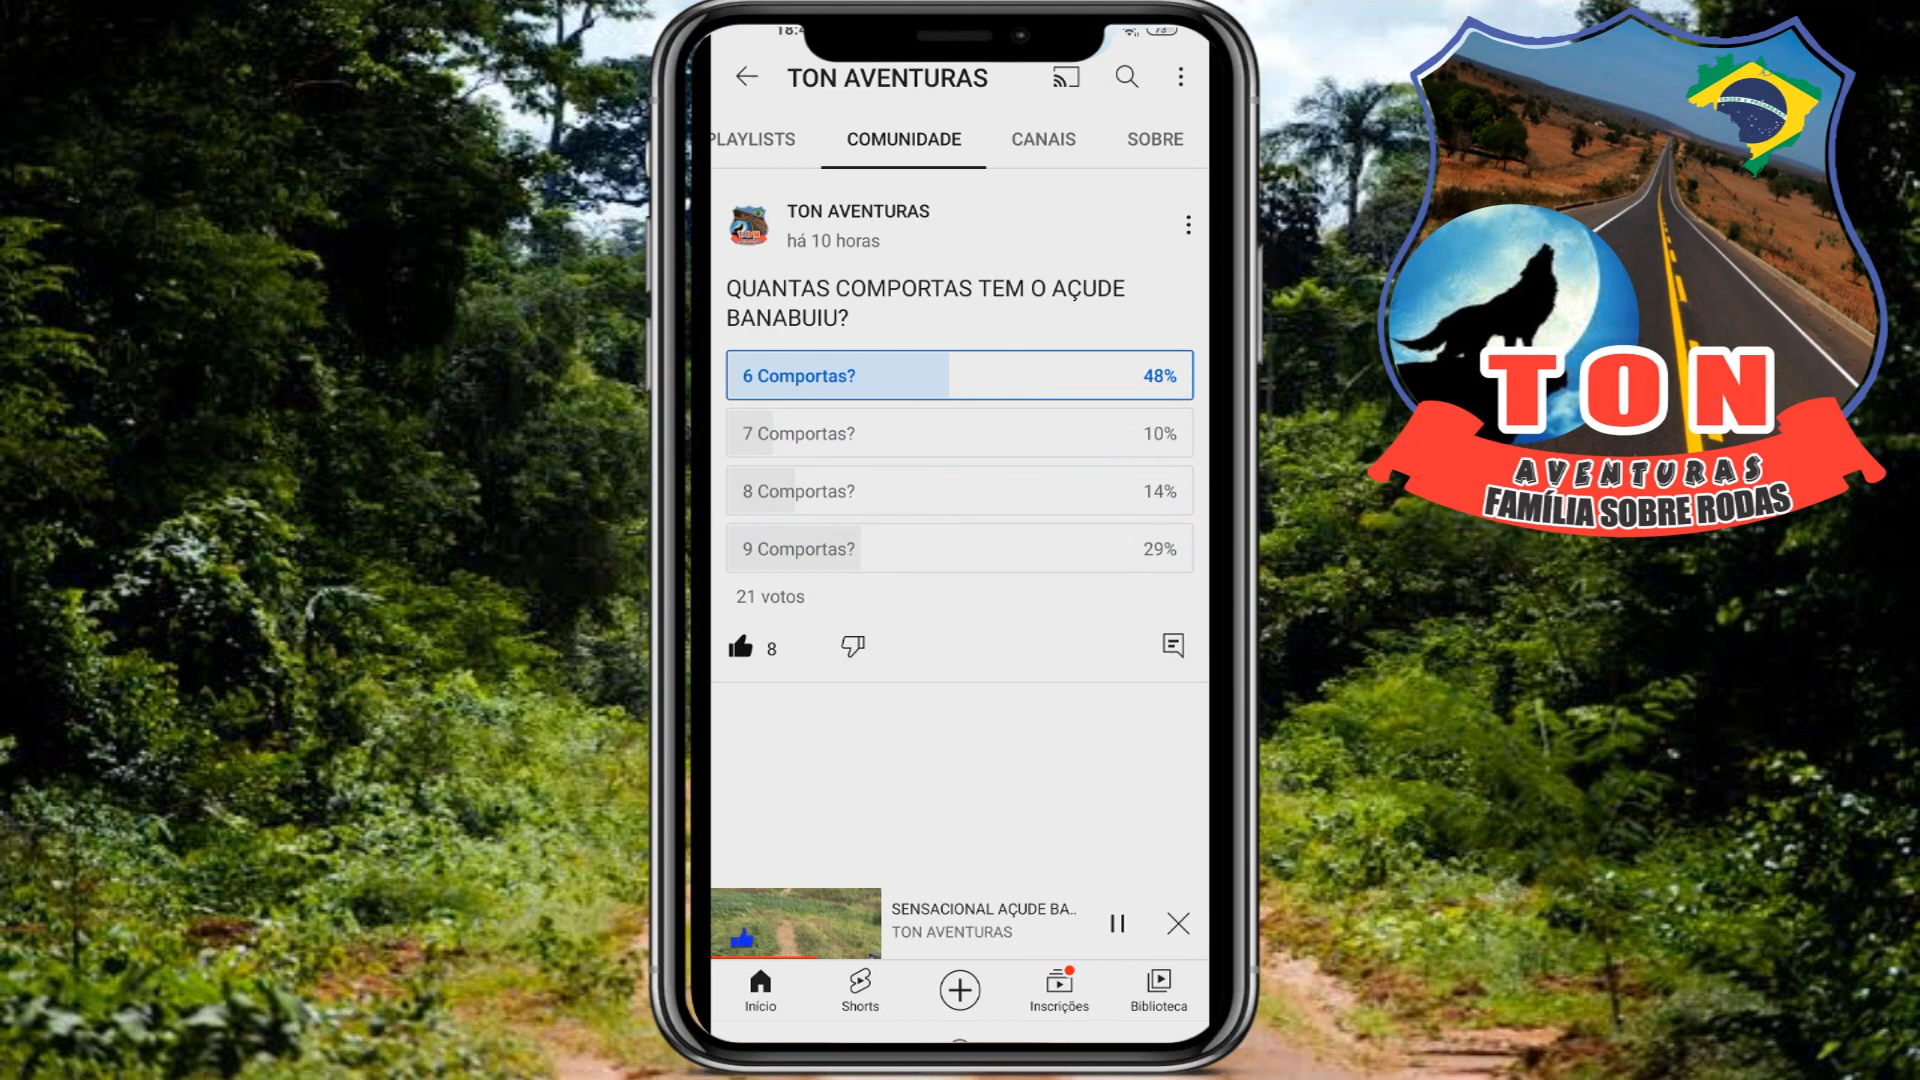 TON AVENTURAS
PLAYLISTS COMUNIDADE CANAIS SOBRE
TON AVENTURAS
há 10 horas
QUANTAS COMPORTAS TEM O AÇUDE
BANABUIU?
6 Comportas? 48%
7 Comportas? 10%
8 Comportas? 14%
9 Comportas? 29%
21 votos
8
SENSACIONAL AÇUDE BA..
TON AVENTURAS
Início Shorts Inscrições Biblioteca
TON
AVENTURAS
FAMÍLIA SOBRE RODAS